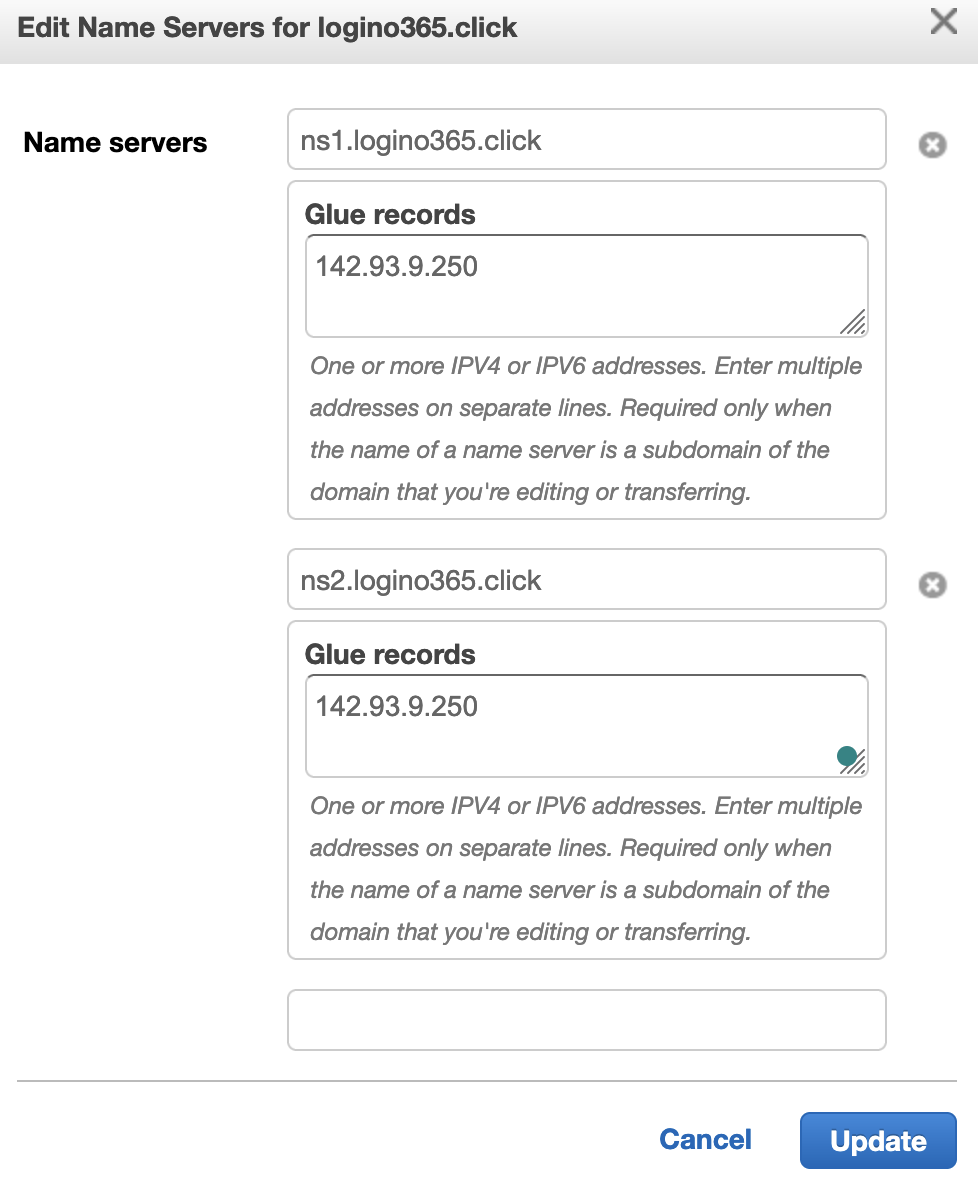 Edit Name Servers for logino365.click
Name servers
ns1.logino365.click
Glue records
142.93.9.250
One or more IPV4 or IPV6 addresses. Enter multiple
addresses on separate lines. Required only when
the name of a name server is a subdomain of the
domain that you're editing or transferring.
ns2.logino365.click
Glue records
142.93.9.250
One or more IPV4 or IPV6 addresses. Enter multiple
addresses on separate lines. Required only when
the name of a name server is a subdomain of the
domain that you're editing or transferring.
Cancel
Update